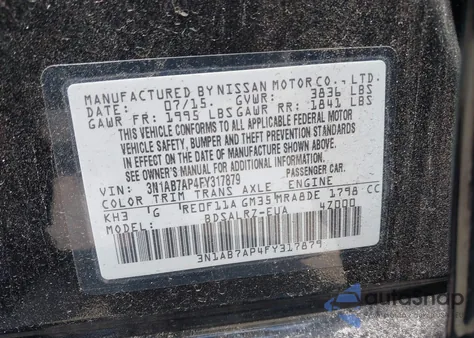 MANUFACTURED BY NISSAN MOTOR CO., LTD.
DATE: 07/15. GVWR: 3836 LBS
GAWR FR: 1995 LBS GAWR RR: 1841 LBS
THIS VEHICLE CONFORMS TO ALL APPLICABLE FEDERAL MOTOR
VEHICLE SAFETY, BUMPER AND THEFT PREVENTION STANDARDS
IN EFFECT ON THE DATE OF MANUFACTURE SHOWN ABOVE.
SEE OWNER'S MANUAL FOR ADDITIONAL INFORMATION.
VIN: 3N1AB7AP4FY317879 PASSENGER CAR.
COLOR TRIM TRANS AXLE ENGINE
KH3 G RE0F11A GM35 MRA8DE 1798 CC
MODEL: BDSALRZ-EUA 4Z000
3N1AB7AP4FY317879
autosnap